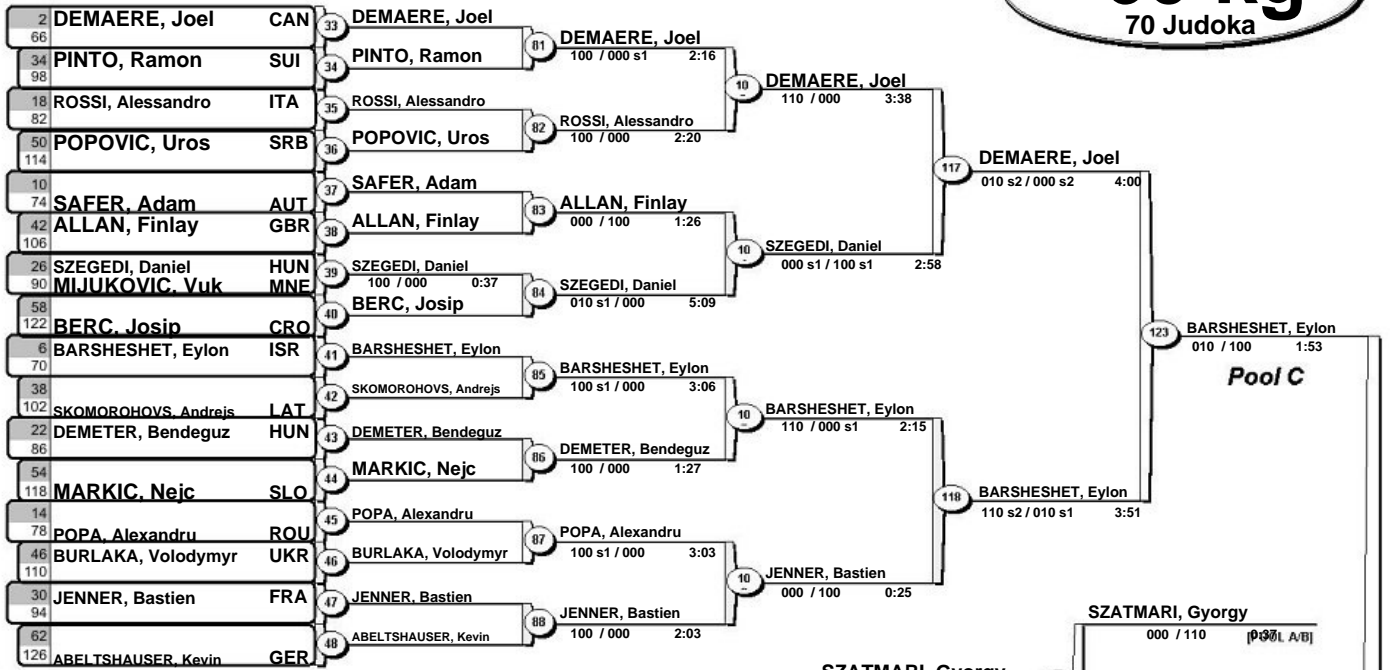 70 Judoka
2 DEMAERE, Joel CAN
66
33 DEMAERE, Joel
34 PINTO, Ramon SUI
98
34 PINTO, Ramon
81 DEMAERE, Joel
100 / 000 s1 2:16
18 ROSSI, Alessandro ITA
82
35 ROSSI, Alessandro
50 POPOVIC, Uros SRB
114
36 POPOVIC, Uros
82 ROSSI, Alessandro
100 / 000 2:20
10 DEMAERE, Joel
110 / 000 3:38
10
74 SAFER, Adam AUT
37 SAFER, Adam
42 ALLAN, Finlay GBR
106
38 ALLAN, Finlay
83 ALLAN, Finlay
000 / 100 1:26
26 SZEGEDI, Daniel HUN
90 MIJUKOVIC, Vuk MNE
39 SZEGEDI, Daniel
100 / 000 0:37
58
122 BERC, Josip CRO
40 BERC, Josip
84 SZEGEDI, Daniel
010 s1 / 000 5:09
10 SZEGEDI, Daniel
000 s1 / 100 s1 2:58
117 DEMAERE, Joel
010 s2 / 000 s2 4:00
6 BARSHESHET, Eylon ISR
70
41 BARSHESHET, Eylon
38
102 SKOMOROHOVS, Andrejs LAT
42 SKOMOROHOVS, Andrejs
85 BARSHESHET, Eylon
100 s1 / 000 3:06
22 DEMETER, Bendeguz HUN
86
43 DEMETER, Bendeguz
54
118 MARKIC, Nejc SLO
44 MARKIC, Nejc
86 DEMETER, Bendeguz
100 / 000 1:27
10 BARSHESHET, Eylon
110 / 000 s1 2:15
14
78 POPA, Alexandru ROU
45 POPA, Alexandru
46 BURLAKA, Volodymyr UKR
110
46 BURLAKA, Volodymyr
87 POPA, Alexandru
100 s1 / 000 3:03
30 JENNER, Bastien FRA
94
47 JENNER, Bastien
62
126 ABELTSHAUSER, Kevin GER
48 ABELTSHAUSER, Kevin
88 JENNER, Bastien
100 / 000 2:03
10 JENNER, Bastien
000 / 100 0:25
118 BARSHESHET, Eylon
110 s2 / 010 s1 3:51
123 BARSHESHET, Eylon
010 / 100 1:53
Pool C
SZATMARI, Gyorgy
000 / 110 0:37 [POOL A/B]
SZATMARI, Gyorgy